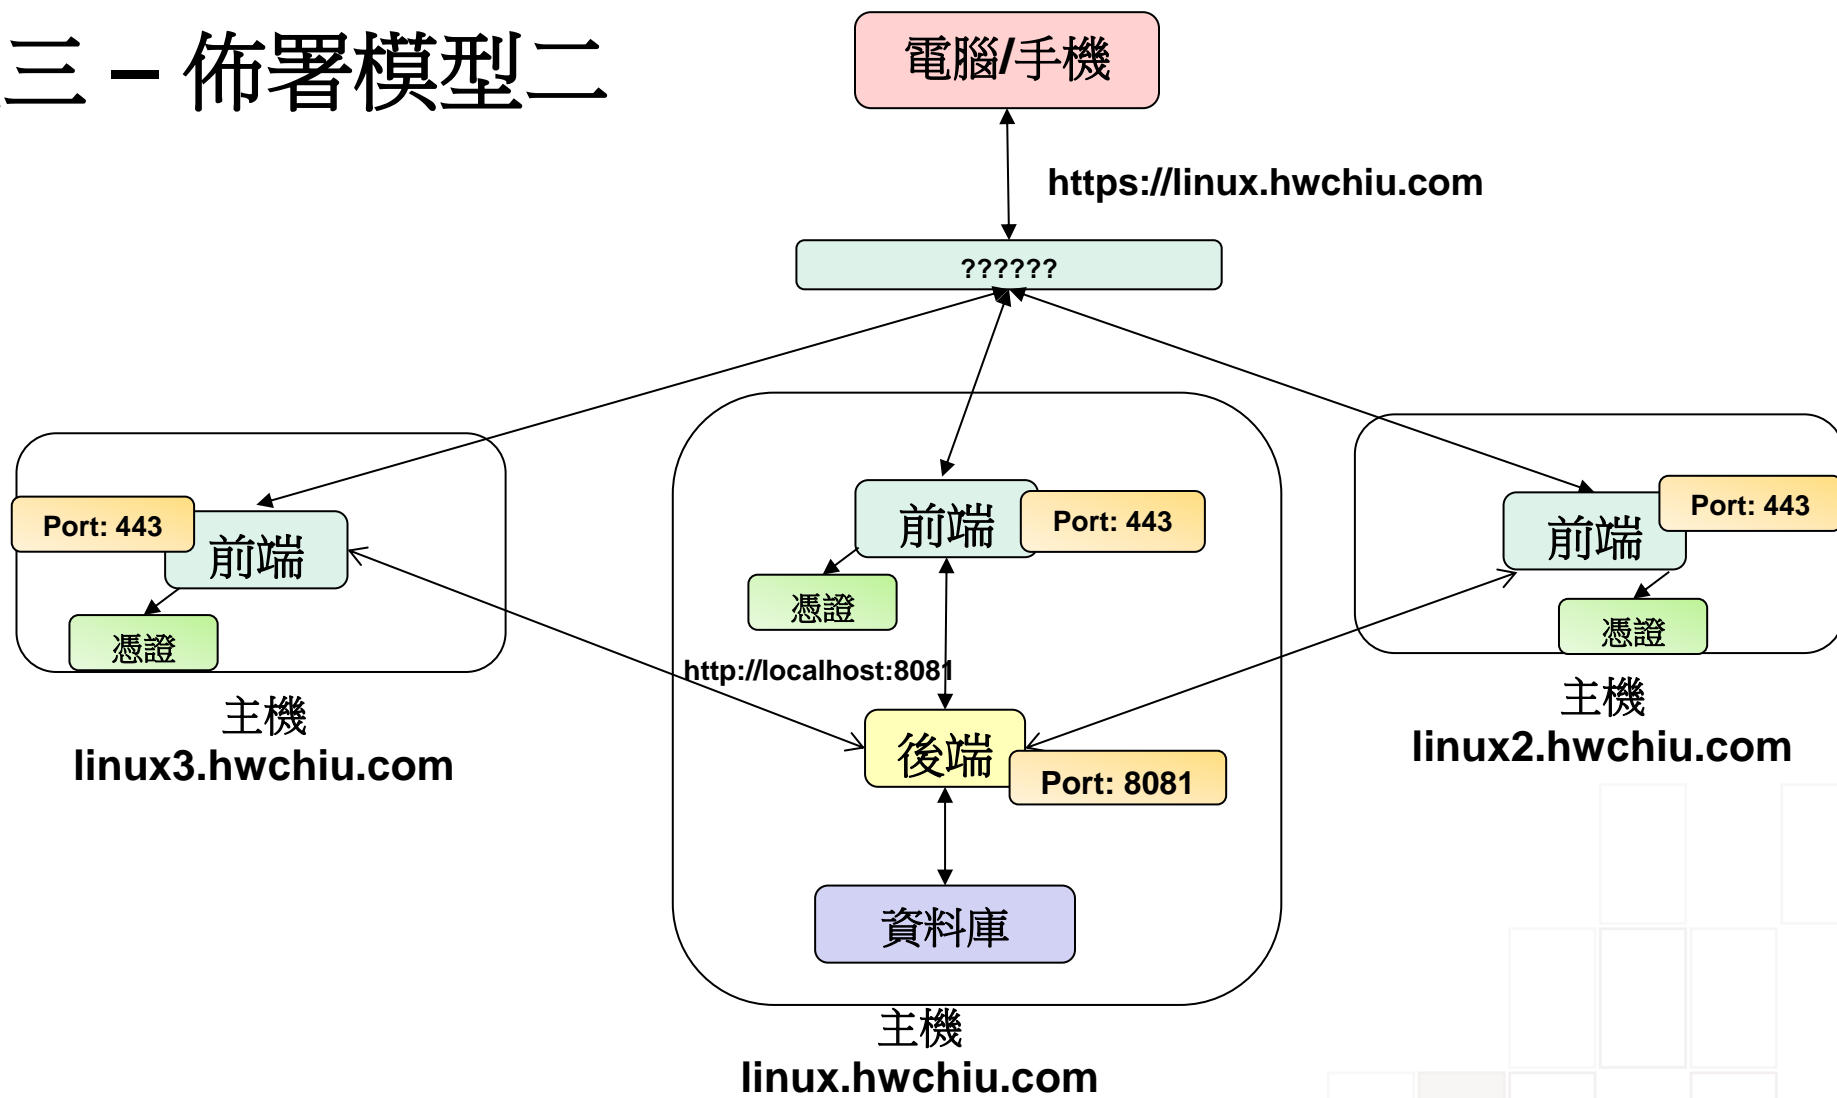 三 – 佈署模型二
電腦/手機
https://linux.hwchiu.com
??????
Port: 443
前端
憑證
主機
linux3.hwchiu.com
前端
Port: 443
憑證
http://localhost:8081
後端
Port: 8081
資料庫
主機
linux.hwchiu.com
前端
Port: 443
憑證
主機
linux2.hwchiu.com